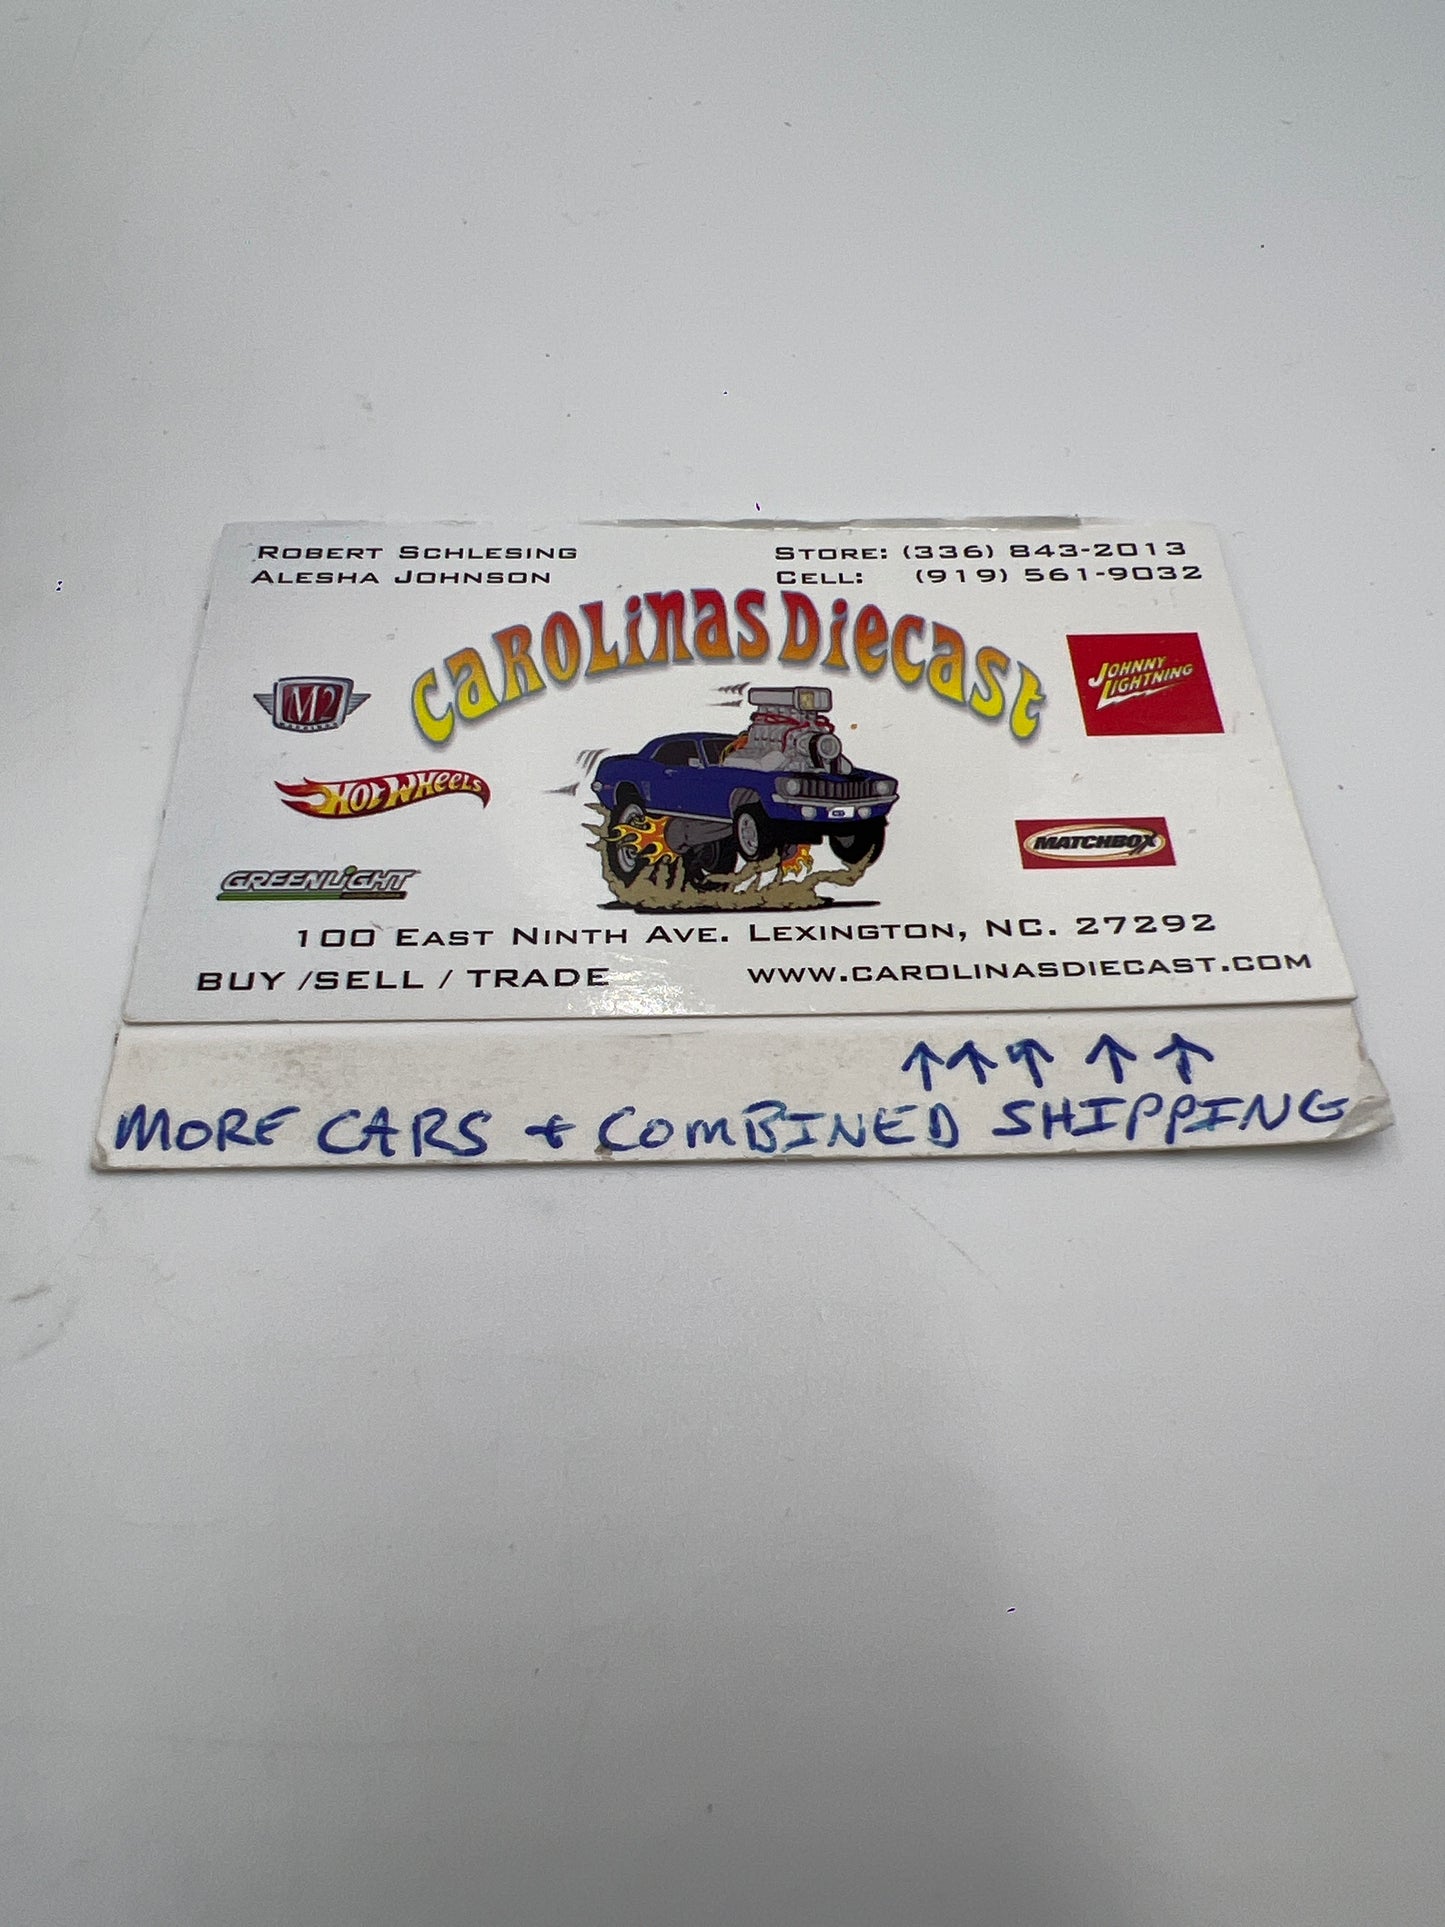 ROBERT SCHLESING
ALESHA JOHNSON
STORE: (336) 843-2013
CELL: (919) 561-9032
CAROLINAS DIECAST
M2
MACHINES
JOHNNY
LIGHTNING
HOT WHEELS
MATCHBOX
GREENLIGHT
100 EAST NINTH AVE. LEXINGTON, NC. 27292
BUY /SELL / TRADE
WWW.CAROLINASDIECAST.COM
↑ ↑ ↑ ↑ ↑
MORE CARS + COMBINED SHIPPING